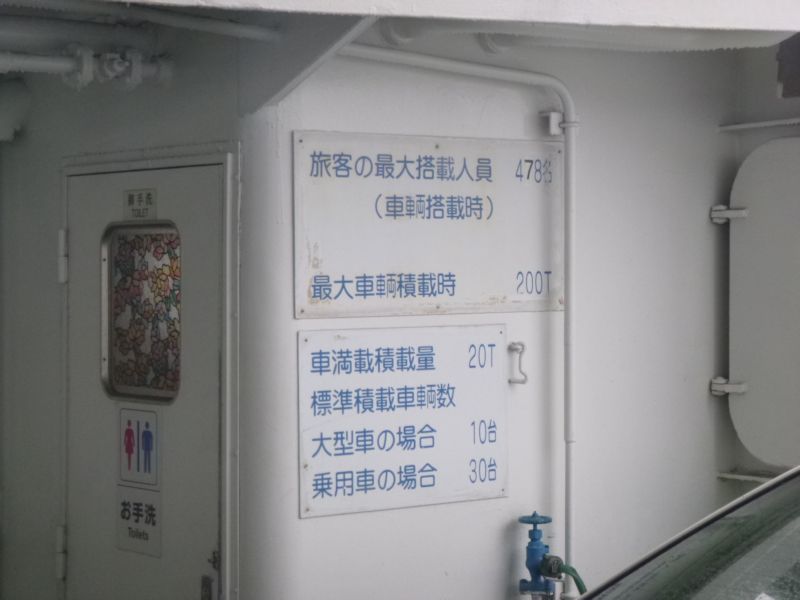 御手洗
TOILET
お手洗
Toilets
旅客の最大搭載人員 478名
(車輌搭載時)
最大車輌積載時 200T
車満載積載量 20T
標準積載車輌数
大型車の場合 10台
乗用車の場合 30台